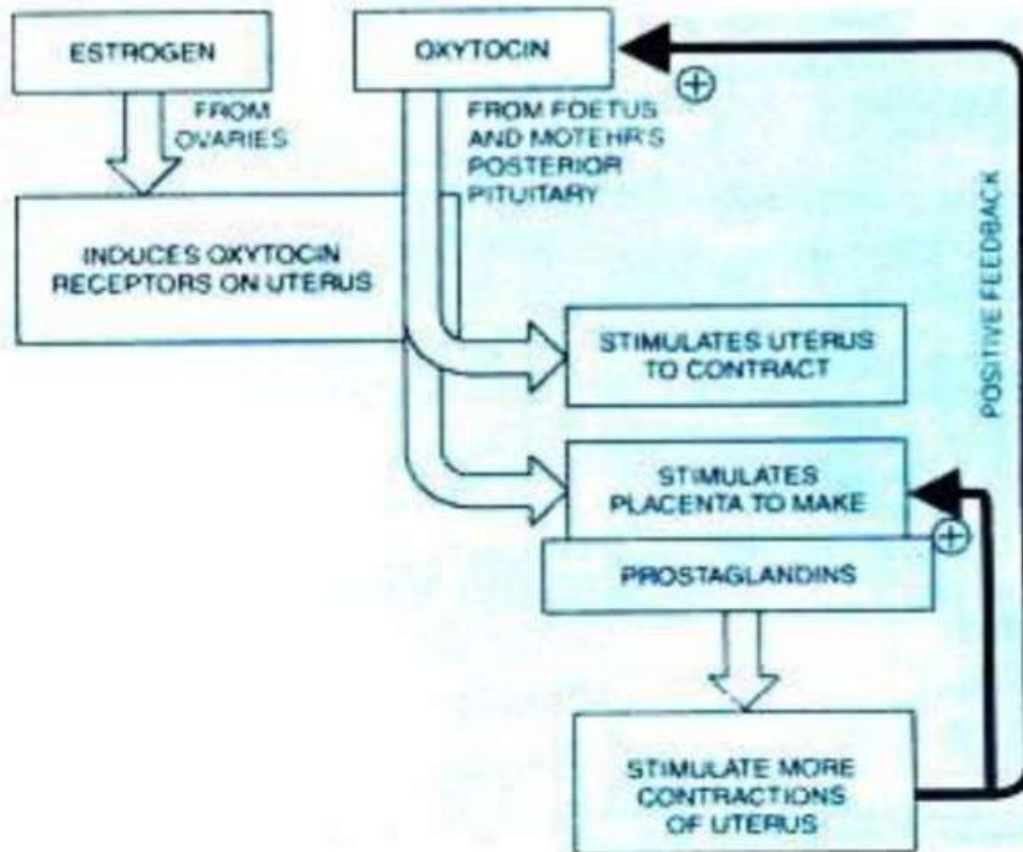 ESTROGEN
FROM
OVARIES
OXYTOCIN
FROM FOETUS
AND MOTEHR'S
POSTERIOR
PITUITARY
INDUCES OXYTOCIN
RECEPTORS ON UTERUS
STIMULATES UTERUS
TO CONTRACT
STIMULATES
PLACENTA TO MAKE
PROSTAGLANDINS
STIMULATE MORE
CONTRACTIONS
OF UTERUS
POSITIVE FEEDBACK
+
+